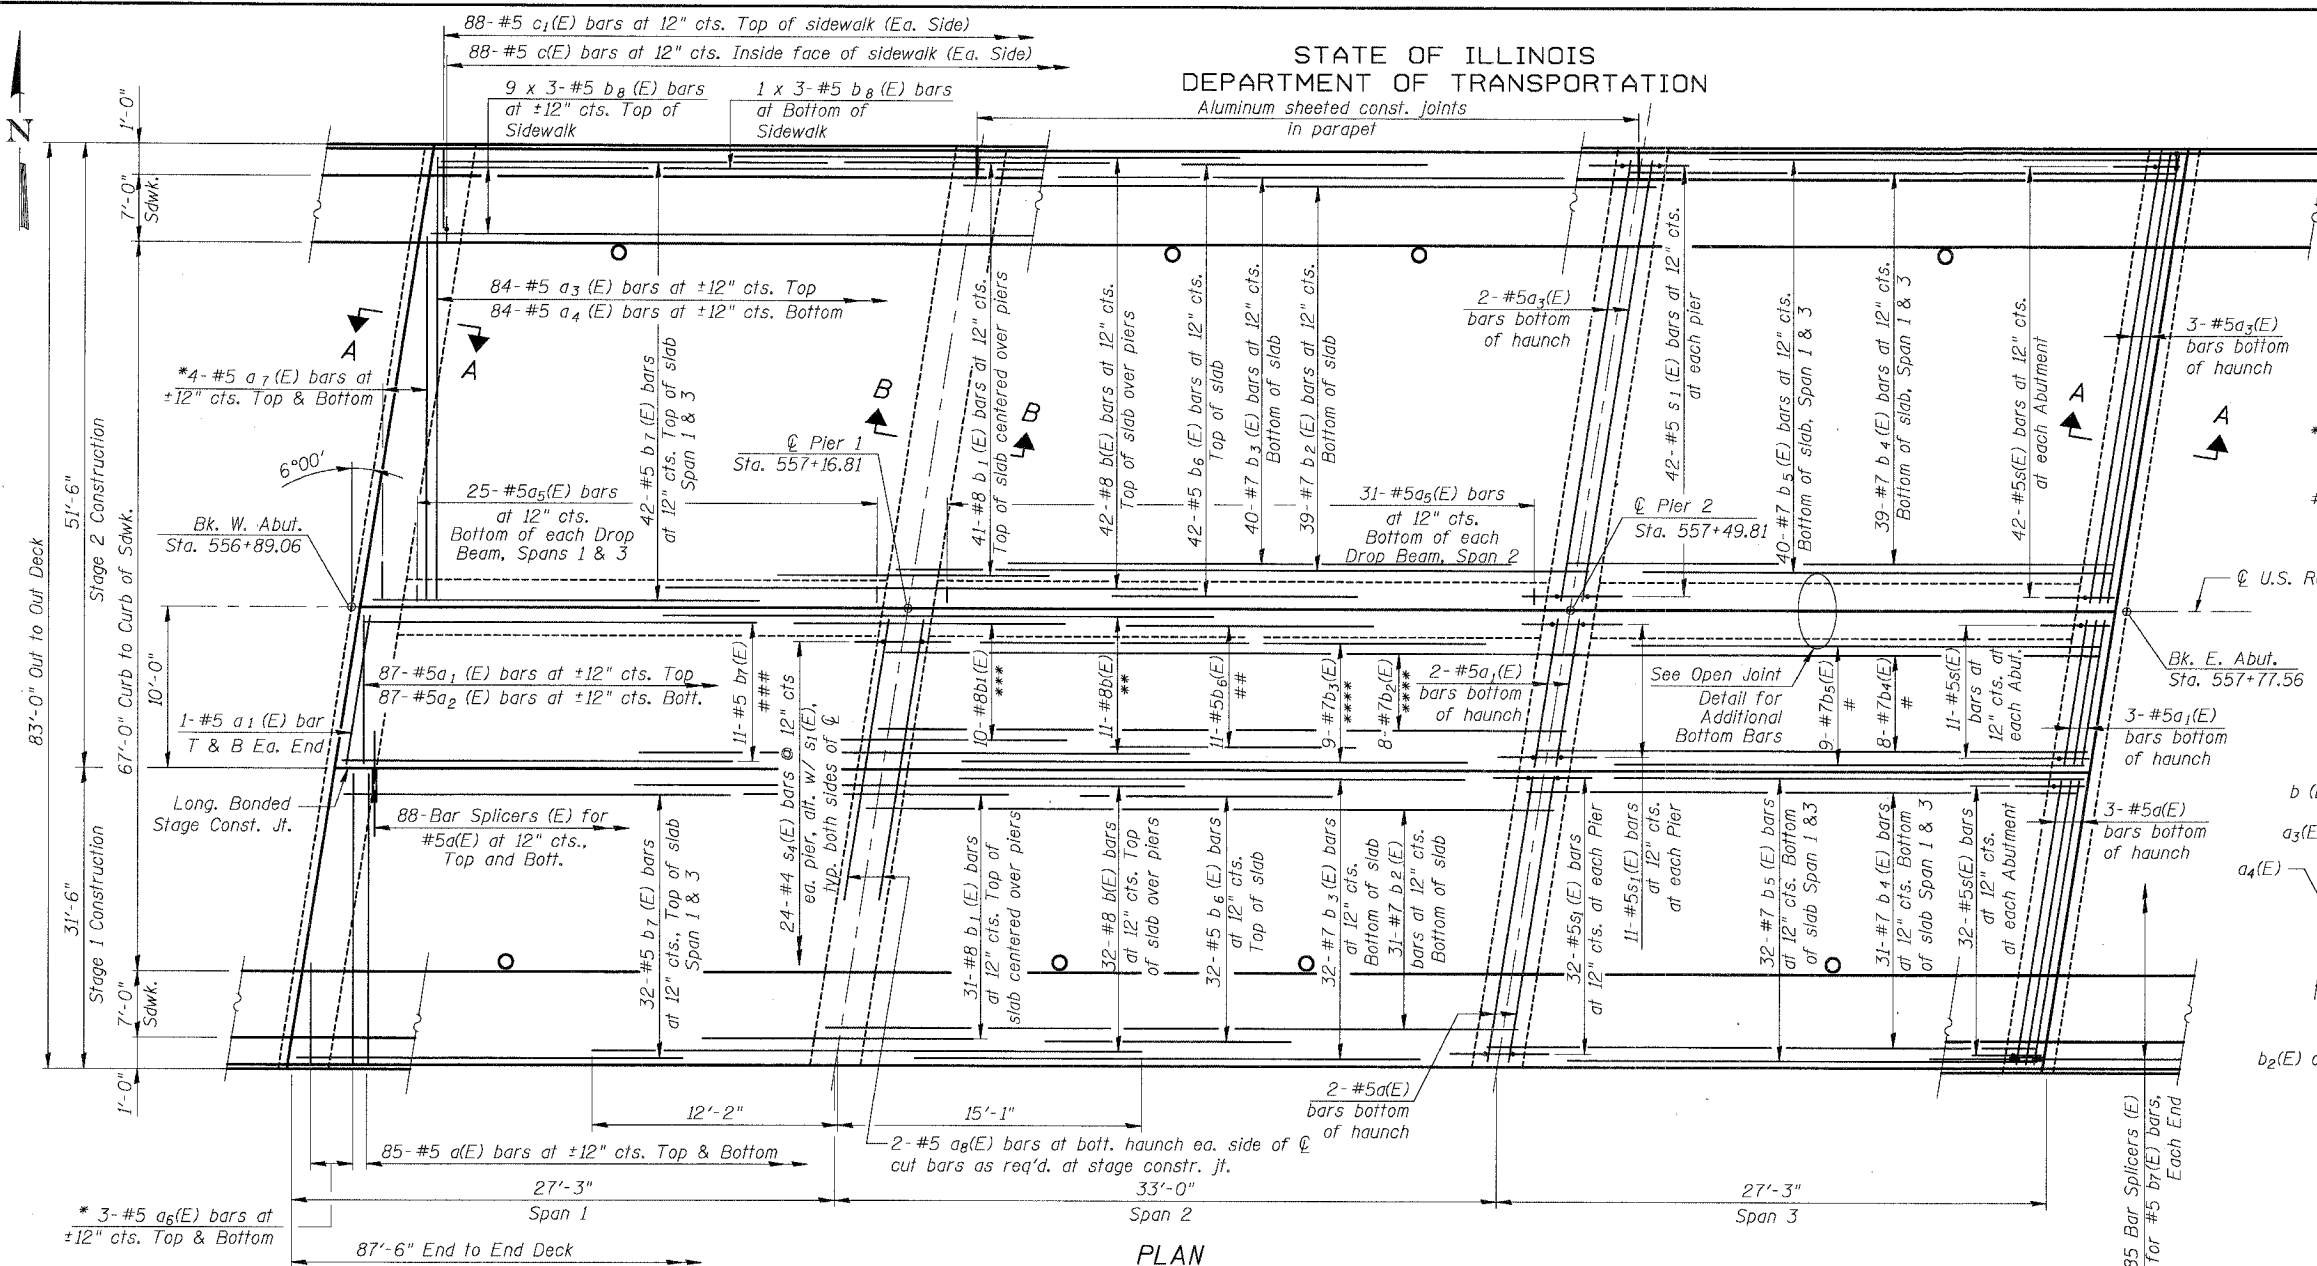 88-#5 c1(E) bars at 12" cts. Top of sidewalk (Ea. Side)
88-#5 c(E) bars at 12" cts. Inside face of sidewalk (Ea. Side)
9 x 3-#5 b8 (E) bars
at ±12" cts. Top of
Sidewalk
1 x 3-#5 b8 (E) bars
at Bottom of
Sidewalk
STATE OF ILLINOIS
DEPARTMENT OF TRANSPORTATION
Aluminum sheeted const. joints
in parapet
N
1'-0"
7'-0"
Sdwk.
83'-0" Out to Out Deck
51'-6"
Stage 2 Construction
67'-0" Curb to Curb of Sdwk.
10'-0"
31'-6"
Stage 1 Construction
7'-0"
Sdwk.
1'-0"
84-#5 a3 (E) bars at ±12" cts. Top
84-#5 a4 (E) bars at ±12" cts. Bottom
A
A
*4-#5 a7(E) bars at
±12" cts. Top & Bottom
6°00'
Bk. W. Abut.
Sta. 556+89.06
25-#5a5(E) bars
at 12" cts.
Bottom of each Drop
Beam, Spans 1 & 3
42-#5 b7(E) bars
at 12" cts. Top of slab
Span 1 & 3
℄ Pier 1
Sta. 557+16.81
B
B
41-#8 b1(E) bars at 12" cts.
Top of slab centered over piers
42-#8 b(E) bars at 12" cts.
Top of slab over piers
42-#5 b6 (E) bars at 12" cts.
Top of slab
40-#7 b3(E) bars at 12" cts.
Bottom of slab
39-#7 b2(E) bars at 12" cts.
Bottom of slab
31-#5a5(E) bars
at 12" cts.
Bottom of each
Drop Beam, Span 2
2-#5a3(E)
bars bottom
of haunch
42-#5 s1(E) bars at 12" cts.
at each pier
℄ Pier 2
Sta. 557+49.81
40-#7 b5(E) bars at 12" cts.
Bottom of slab, Span 1 & 3
39-#7 b4(E) bars at 12" cts.
Bottom of slab, Span 1 & 3
42-#5s(E) bars at 12" cts.
at each Abutment
3-#5a3(E)
bars bottom
of haunch
A
A
*
℄ U.S. R
Bk. E. Abut.
Sta. 557+77.56
87-#5a1 (E) bars at ±12" cts. Top
87-#5a2 (E) bars at ±12" cts. Bott.
1-#5 a1(E) bar
T & B Ea. End
11-#5 b7(E)
###
24-#4 s4(E) bars @ 12" cts
ea. pier, alt. w/ s1(E),
typ. both sides of ℄
10-#8b1(E)
***
11-#8b(E)
**
11-#5b6(E)
##
9-#7b3(E)
*****
8-#7b2(E)
****
2-#5a1(E)
bars bottom
of haunch
See Open Joint
Detail for
Additional
Bottom Bars
9-#7b5(E)
#
8-#7b4(E)
#
11-#5s(E)
bars at
12" cts. at
each Abut.
3-#5a1(E)
bars bottom
of haunch
Long. Bonded
Stage Const. Jt.
88-Bar Splicers (E) for
#5a(E) at 12" cts.,
Top and Bott.
32-#5 b7(E) bars
at 12" cts., Top of slab
Span 1 & 3
31-#8 b1(E) bars
at 12" cts. Top of
slab centered over piers
32-#8 b(E) bars
at 12" cts. Top
of slab over piers
32-#5 b6(E) bars
at 12" cts.
Top of slab
32-#7 b3(E) bars
at 12" cts.
Bottom of slab
31-#7 b2(E)
bars at 12" cts.
Bottom of slab
32-#5s1(E) bars
at 12" cts. at each Pier
11-#5s1(E) bars
at 12" cts.
at each Pier
32-#7 b5(E) bars
at 12" cts. Bottom
of slab Span 1 &3
31-#7 b4(E) bars
at 12" cts. Bottom
of slab Span 1 & 3
32-#5s(E) bars
at 12" cts.
at each Abutment
3-#5a(E)
bars bottom
of haunch
a3(E
a4(E)
b2(E)
2-#5a(E)
bars bottom
of haunch
12'-2"
15'-1"
2-#5 a8(E) bars at bott. haunch ea. side of ℄
cut bars as req'd. at stage constr. jt.
85-#5 a(E) bars at ±12" cts. Top & Bottom
* 3-#5 a6(E) bars at
±12" cts. Top & Bottom
27'-3"
Span 1
33'-0"
Span 2
27'-3"
Span 3
87'-6" End to End Deck
PLAN
Bar Splicers (E)
for #5 b7(E) bars,
Each End